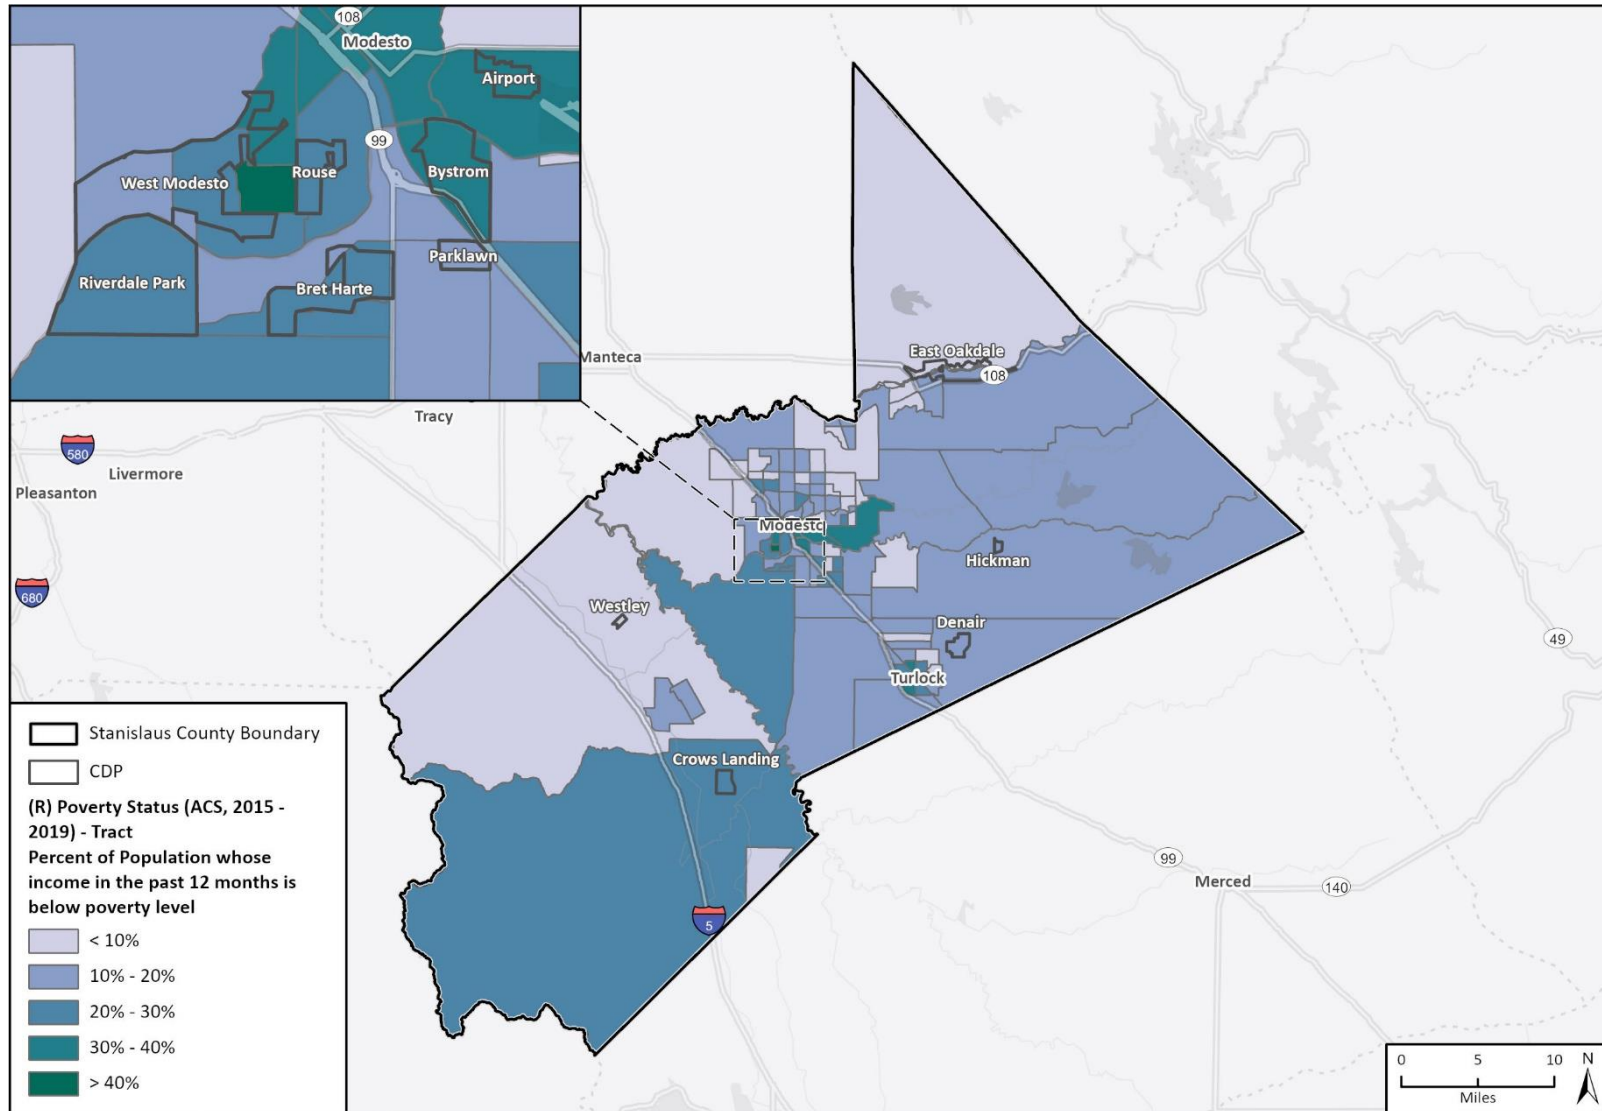 108
Modesto
Airport
99
West Modesto
Rouse
Bystrom
Riverdale Park
Bret Harte
Parklawn
Manteca
East Oakdale
108
Tracy
580
Livermore
Pleasanton
Modesto
Hickman
680
Westley
Denair
49
Turlock
Crows Landing
99
Merced
140
5
Stanislaus County Boundary
CDP
(R) Poverty Status (ACS, 2015 -
2019) - Tract
Percent of Population whose
income in the past 12 months is
below poverty level
< 10%
10% - 20%
20% - 30%
30% - 40%
> 40%
0 5 10
Miles
N